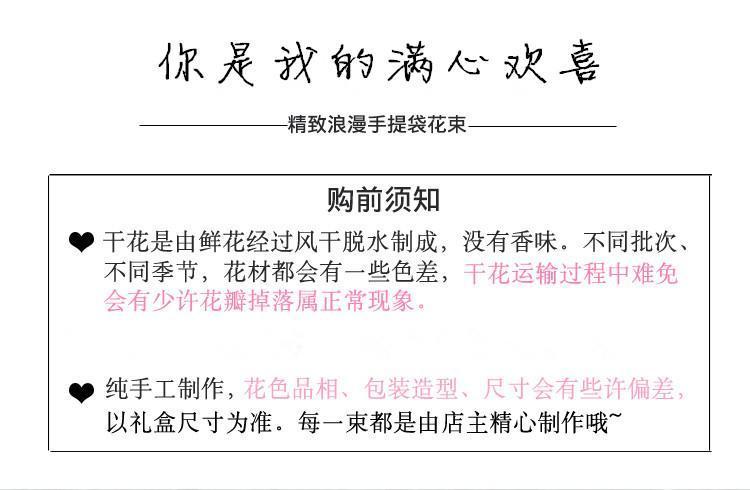 你是我的满心欢喜
精致浪漫手提袋花束
购前须知
干花是由鲜花经过风干脱水制成，没有香味。不同批次、
不同季节，花材都会有一些色差，干花运输过程中难免
会有少许花瓣掉落属正常现象。
纯手工制作，花色品相、包装造型、尺寸会有些许偏差，
以礼盒尺寸为准。每一束都是由店主精心制作哦~